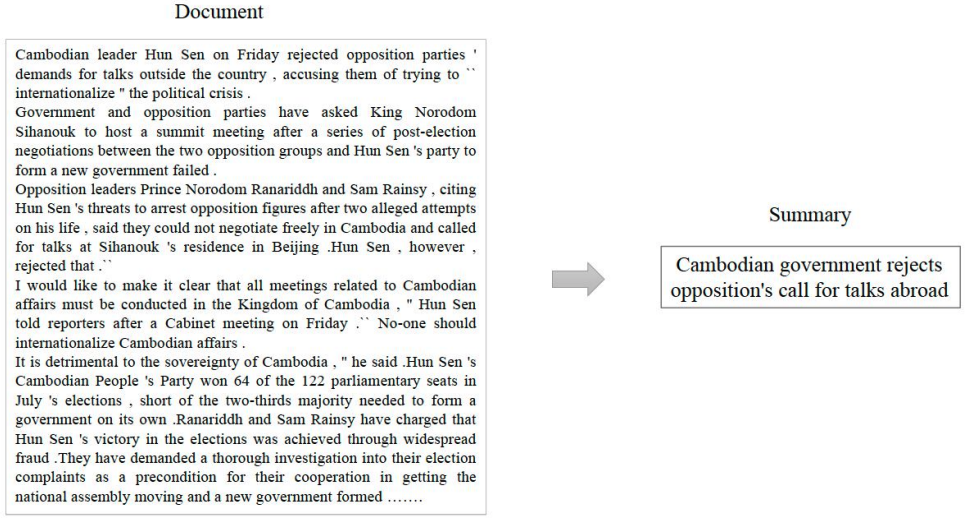 Document
Cambodian leader Hun Sen on Friday rejected opposition parties '
demands for talks outside the country , accusing them of trying to ``
internationalize " the political crisis .
Government and opposition parties have asked King Norodom
Sihanouk to host a summit meeting after a series of post-election
negotiations between the two opposition groups and Hun Sen 's party to
form a new government failed .
Opposition leaders Prince Norodom Ranariddh and Sam Rainsy , citing
Hun Sen 's threats to arrest opposition figures after two alleged attempts
on his life , said they could not negotiate freely in Cambodia and called
for talks at Sihanouk 's residence in Beijing .Hun Sen , however ,
rejected that .``
I would like to make it clear that all meetings related to Cambodian
affairs must be conducted in the Kingdom of Cambodia , " Hun Sen
told reporters after a Cabinet meeting on Friday .`` No-one should
internationalize Cambodian affairs .
It is detrimental to the sovereignty of Cambodia , " he said .Hun Sen 's
Cambodian People 's Party won 64 of the 122 parliamentary seats in
July 's elections , short of the two-thirds majority needed to form a
government on its own .Ranariddh and Sam Rainsy have charged that
Hun Sen 's victory in the elections was achieved through widespread
fraud .They have demanded a thorough investigation into their election
complaints as a precondition for their cooperation in getting the
national assembly moving and a new government formed .......
Summary
Cambodian government rejects
opposition's call for talks abroad